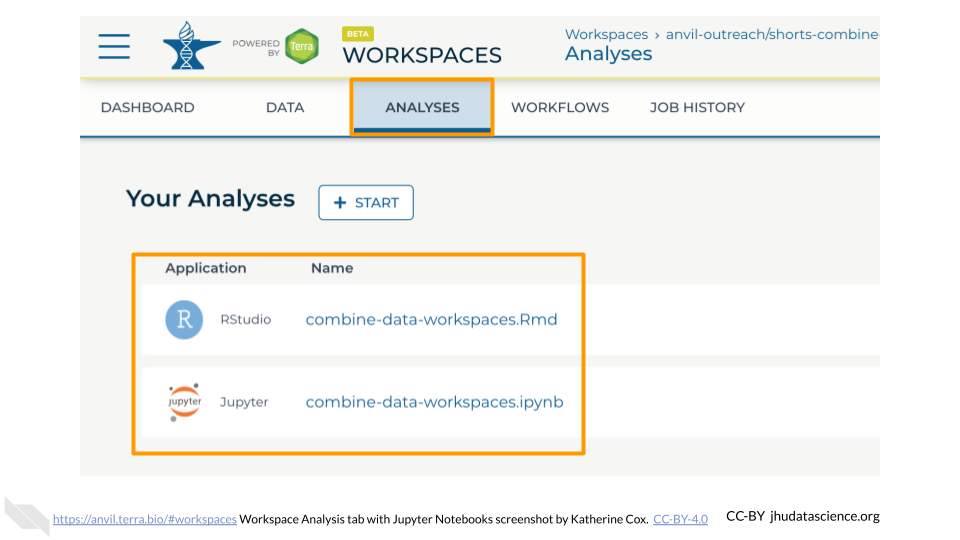 POWERED BY Terra
BETA
WORKSPACES
Workspaces › anvil-outreach/shorts-combine
Analyses
DASHBOARD DATA ANALYSES WORKFLOWS JOB HISTORY
Your Analyses + START
Application Name
R RStudio combine-data-workspaces.Rmd
jupyter Jupyter combine-data-workspaces.ipynb
https://anvil.terra.bio/#workspaces Workspace Analysis tab with Jupyter Notebooks screenshot by Katherine Cox. CC-BY-4.0 CC-BY jhudatascience.org